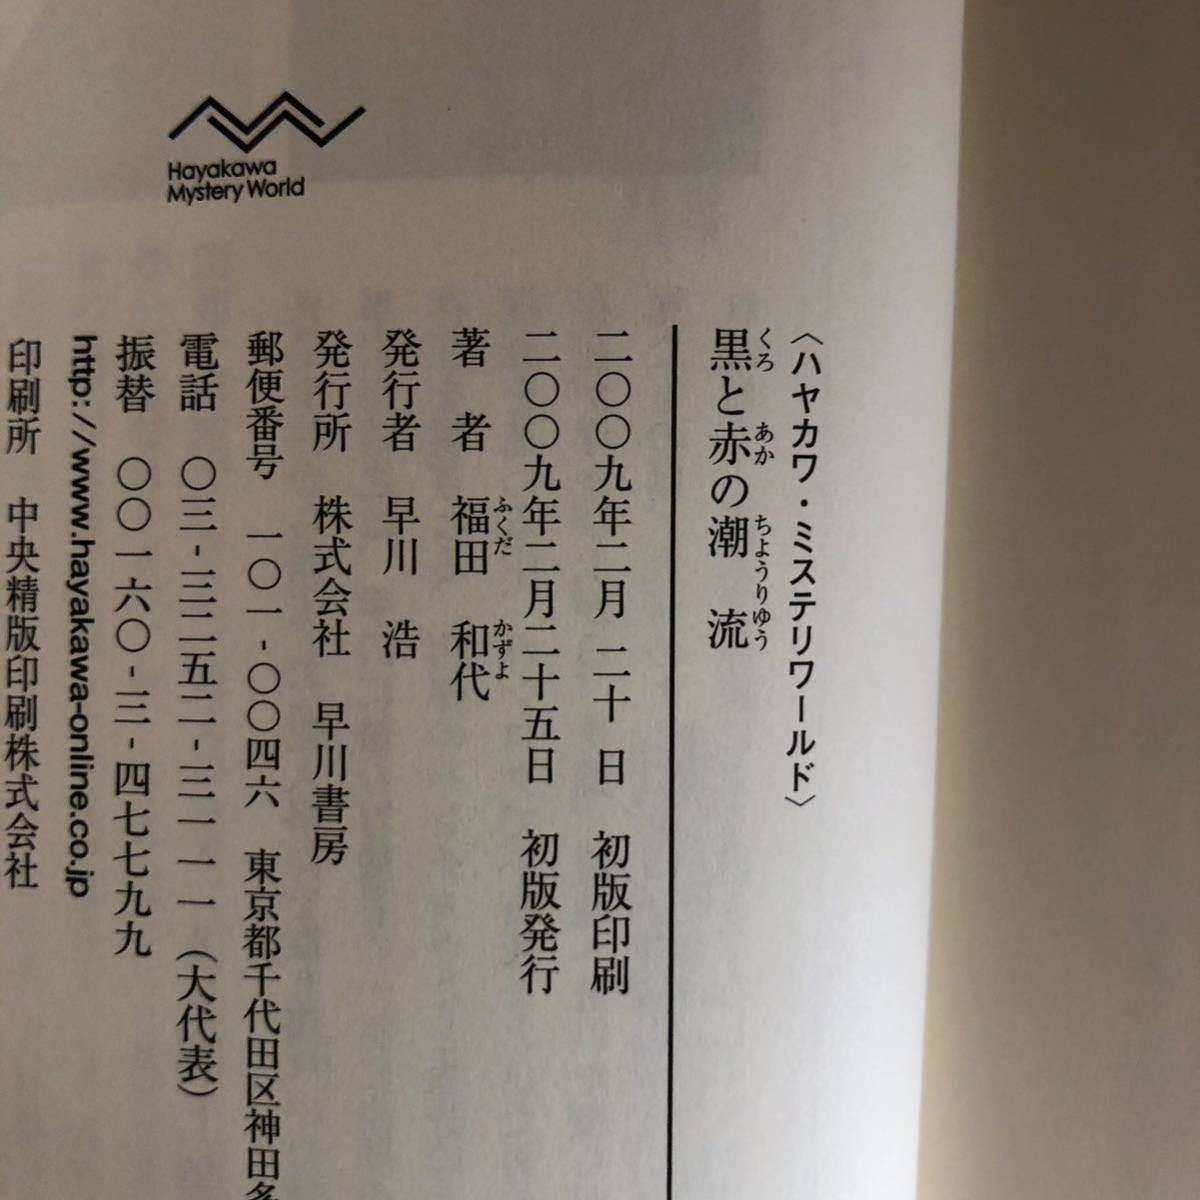 Hayakawa
Mystery World
〈ハヤカワ・ミステリワールド〉
黒と赤の潮流
くろ あか ちようりゆう
二〇〇九年二月二十日 初版印刷
二〇〇九年二月二十五日 初版発行
著者 福田和代
ふくだ かずよ
発行者 早川 浩
発行所 株式会社 早川書房
郵便番号 一〇一-〇〇四六 東京都千代田区神田多
電話 〇三-三二五二-三一一一(大代表)
振替 〇〇一六〇-三-四七七九九
http://www.hayakawa-online.co.jp
印刷所 中央精版印刷株式会社